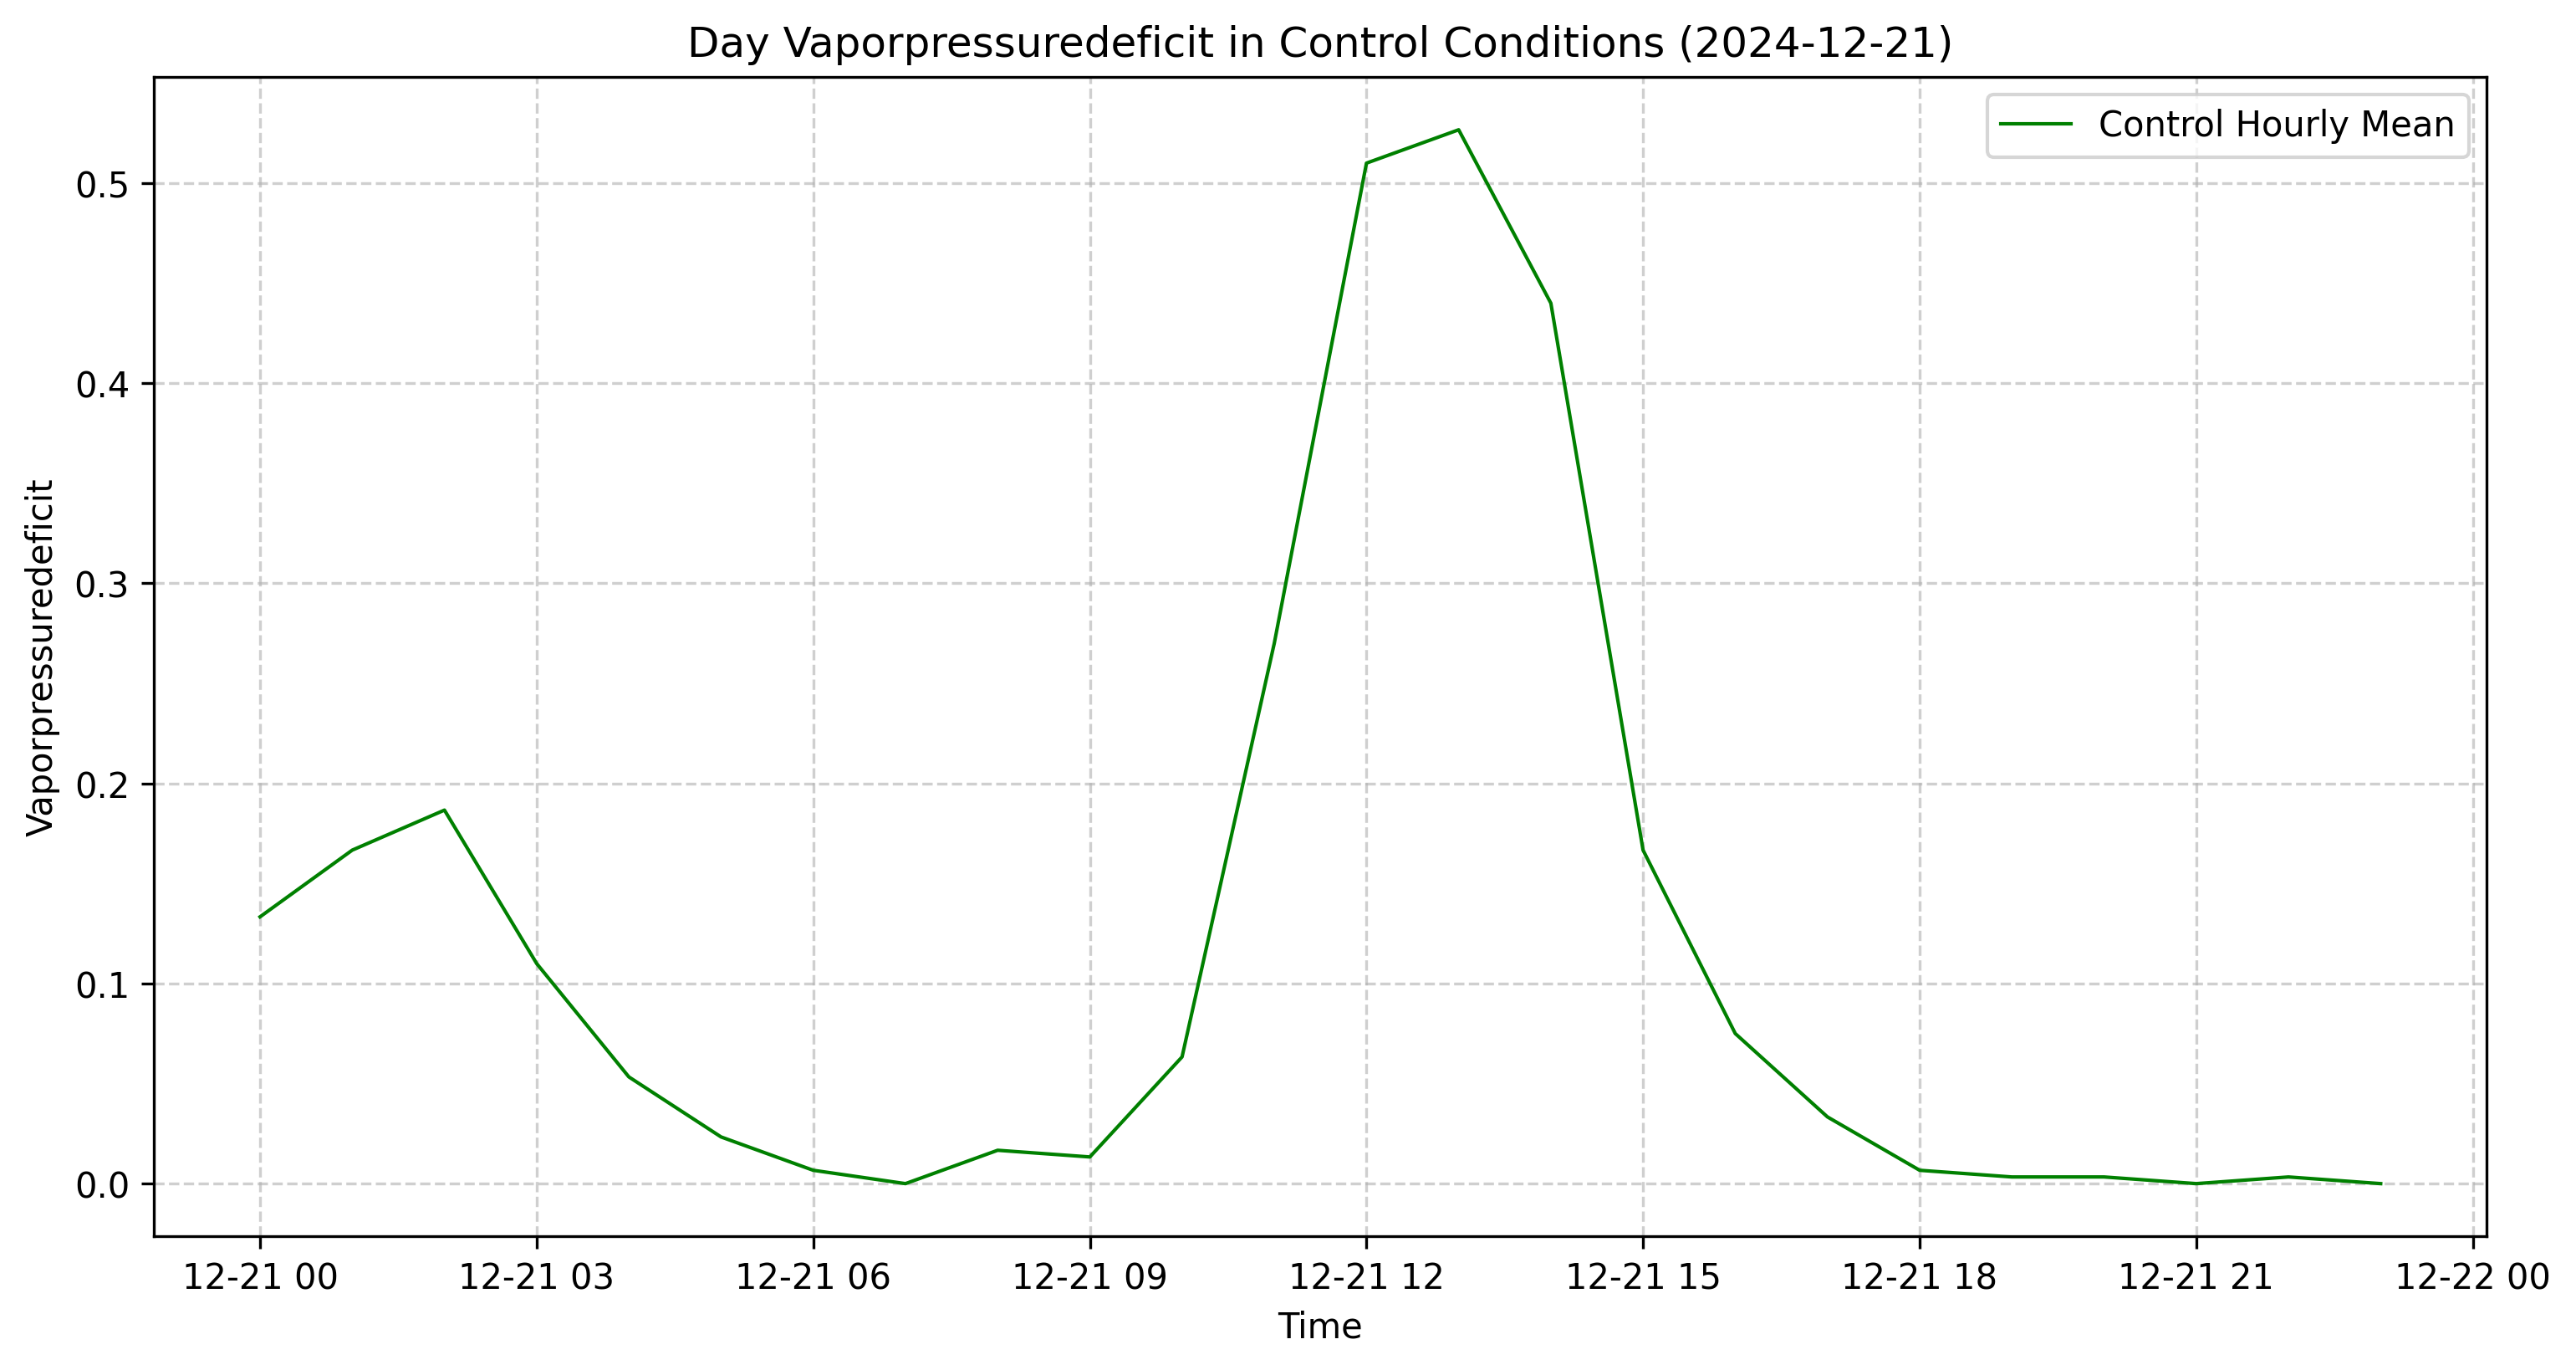 Day Vaporpressuredeficit in Control Conditions (2024-12-21)
Control Hourly Mean
Vaporpressuredeficit
0.5
0.4
0.3
0.2
0.1
0.0
12-21 00 12-21 03 12-21 06 12-21 09 12-21 12 12-21 15 12-21 18 12-21 21 12-22 00
Time